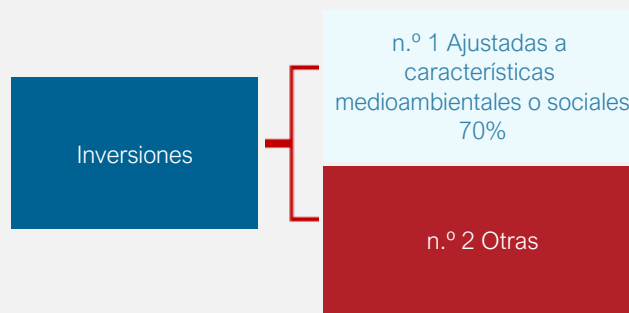 Inversiones
n.º 1 Ajustadas a
características
medioambientales o sociales
70%
n.º 2 Otras